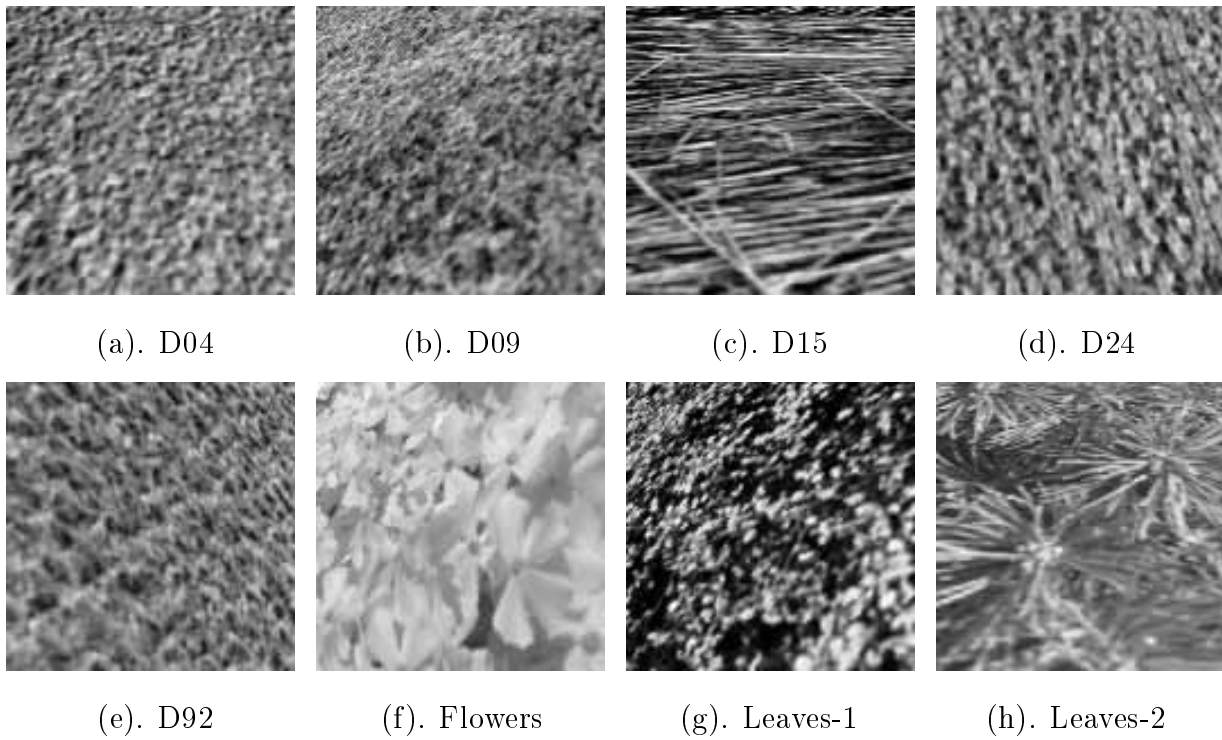 (a). D04
(b). D09
(c). D15
(d). D24
(e). D92
(f). Flowers
(g). Leaves-1
(h). Leaves-2